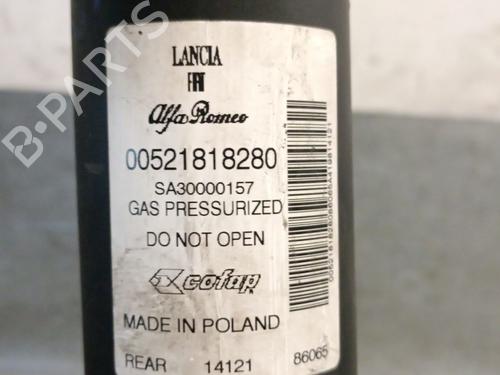 LANCIA
FIAT
Alfa Romeo
00521818280
SA30000157
GAS PRESSURIZED
DO NOT OPEN
cofap
MADE IN POLAND
REAR 14121 86065
B-PARTS